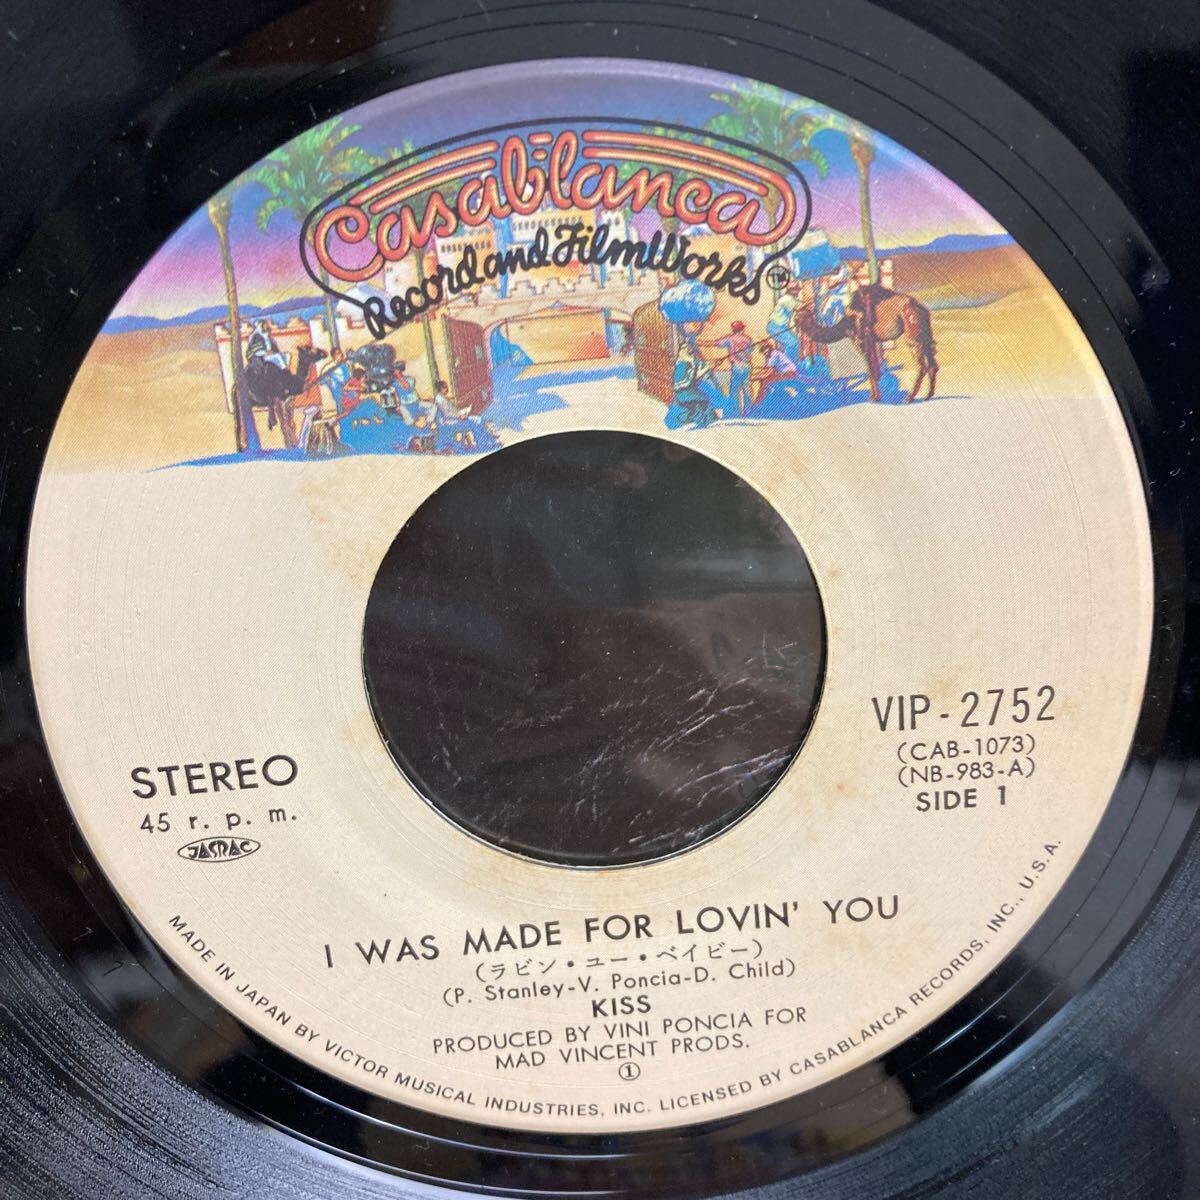 Casablanca
Record and FilmWorks™
VIP-2752
(CAB-1073)
(NB-983-A)
SIDE 1
STEREO
45 r. p. m.
JASRAC
I WAS MADE FOR LOVIN' YOU
(ラビン・ユー・ベイビー)
(P. Stanley-V. Poncia-D. Child)
KISS
PRODUCED BY VINI PONCIA FOR
MAD VINCENT PRODS.
①
MADE IN JAPAN BY VICTOR MUSICAL INDUSTRIES, INC. LICENSED BY CASABLANCA RECORDS, INC., U.S.A.